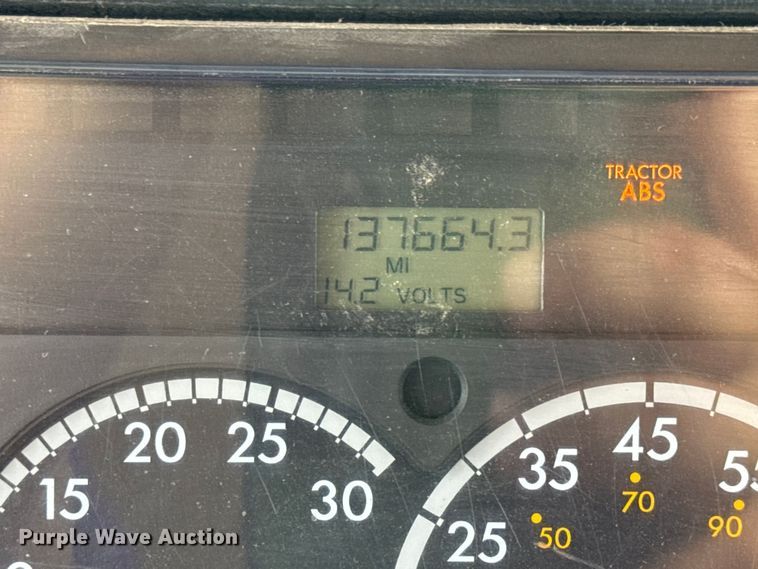 TRACTOR
ABS
137664.3
MI
14.2 VOLTS
15 20 25 30
25 35 45 55
50 70 90
Purple Wave Auction